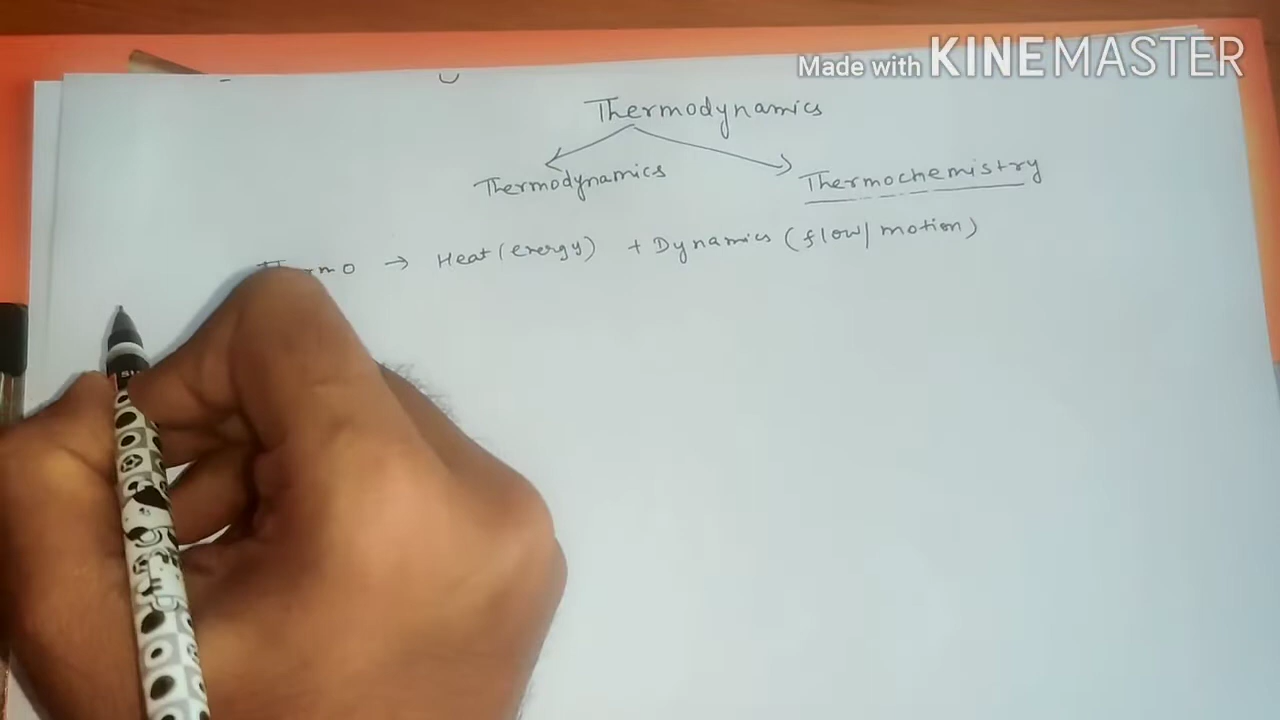 Made with KINEMASTER
Thermodynamics
Thermodynamics Thermochemistry
→ Heat (energy) + Dynamics (flow/motion)